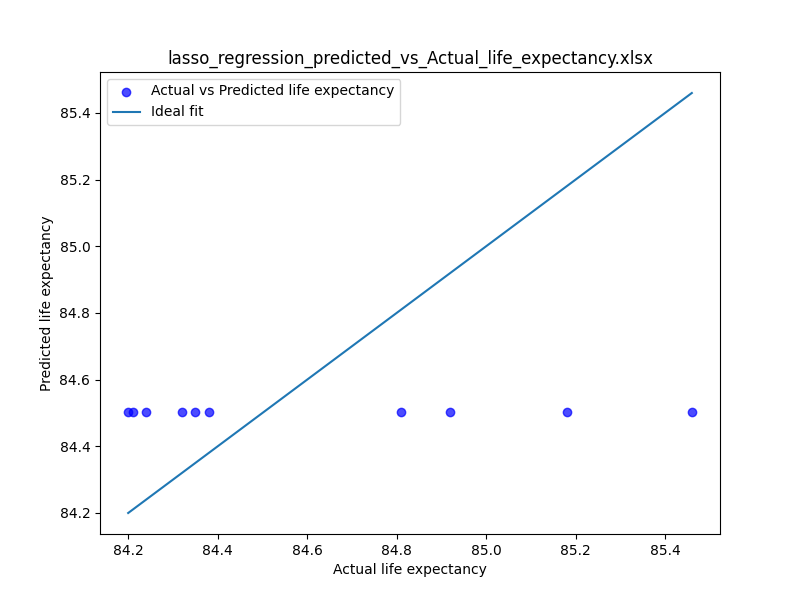 lasso_regression_predicted_vs_Actual_life_expectancy.xlsx
Actual vs Predicted life expectancy
Ideal fit
Predicted life expectancy
85.4
85.2
85.0
84.8
84.6
84.4
84.2
84.2 84.4 84.6 84.8 85.0 85.2 85.4
Actual life expectancy